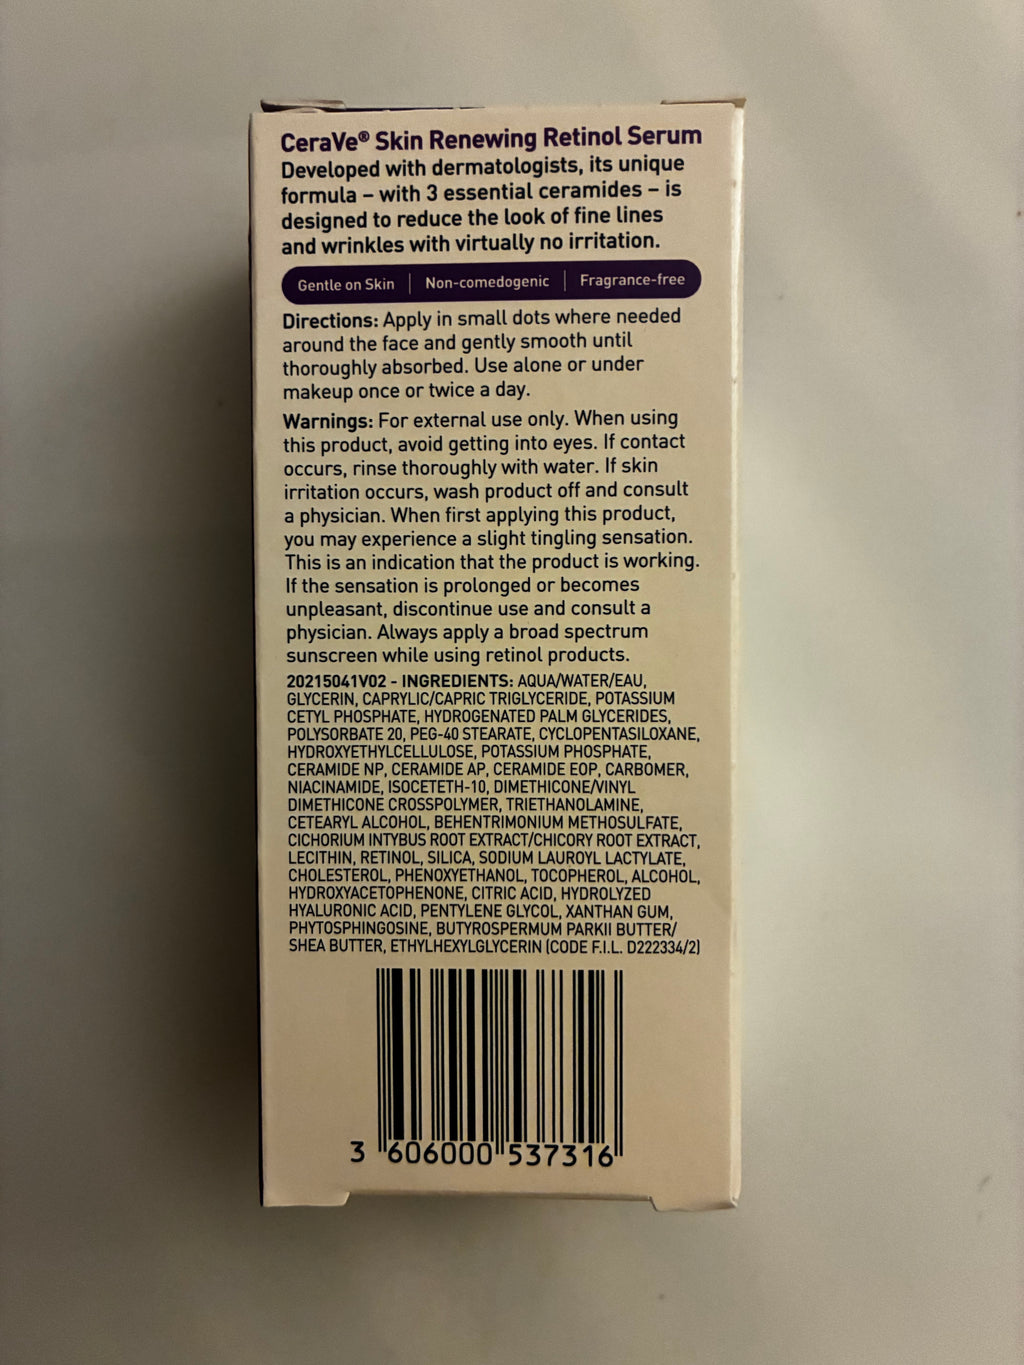 CeraVe® Skin Renewing Retinol Serum
Developed with dermatologists, its unique
formula – with 3 essential ceramides – is
designed to reduce the look of fine lines
and wrinkles with virtually no irritation.
Gentle on Skin | Non-comedogenic | Fragrance-free
Directions: Apply in small dots where needed
around the face and gently smooth until
thoroughly absorbed. Use alone or under
makeup once or twice a day.
Warnings: For external use only. When using
this product, avoid getting into eyes. If contact
occurs, rinse thoroughly with water. If skin
irritation occurs, wash product off and consult
a physician. When first applying this product,
you may experience a slight tingling sensation.
This is an indication that the product is working.
If the sensation is prolonged or becomes
unpleasant, discontinue use and consult a
physician. Always apply a broad spectrum
sunscreen while using retinol products.
20215041V02 - INGREDIENTS: AQUA/WATER/EAU,
GLYCERIN, CAPRYLIC/CAPRIC TRIGLYCERIDE, POTASSIUM
CETYL PHOSPHATE, HYDROGENATED PALM GLYCERIDES,
POLYSORBATE 20, PEG-40 STEARATE, CYCLOPENTASILOXANE,
HYDROXYETHYLCELLULOSE, POTASSIUM PHOSPHATE,
CERAMIDE NP, CERAMIDE AP, CERAMIDE EOP, CARBOMER,
NIACINAMIDE, ISOCETETH-10, DIMETHICONE/VINYL
DIMETHICONE CROSSPOLYMER, TRIETHANOLAMINE,
CETEARYL ALCOHOL, BEHENTRIMONIUM METHOSULFATE,
CICHORIUM INTYBUS ROOT EXTRACT/CHICORY ROOT EXTRACT,
LECITHIN, RETINOL, SILICA, SODIUM LAUROYL LACTYLATE,
CHOLESTEROL, PHENOXYETHANOL, TOCOPHEROL, ALCOHOL,
HYDROXYACETOPHENONE, CITRIC ACID, HYDROLYZED
HYALURONIC ACID, PENTYLENE GLYCOL, XANTHAN GUM,
PHYTOSPHINGOSINE, BUTYROSPERMUM PARKII BUTTER/
SHEA BUTTER, ETHYLHEXYLGLYCERIN (CODE F.I.L. D222334/2)
3 606000 537316